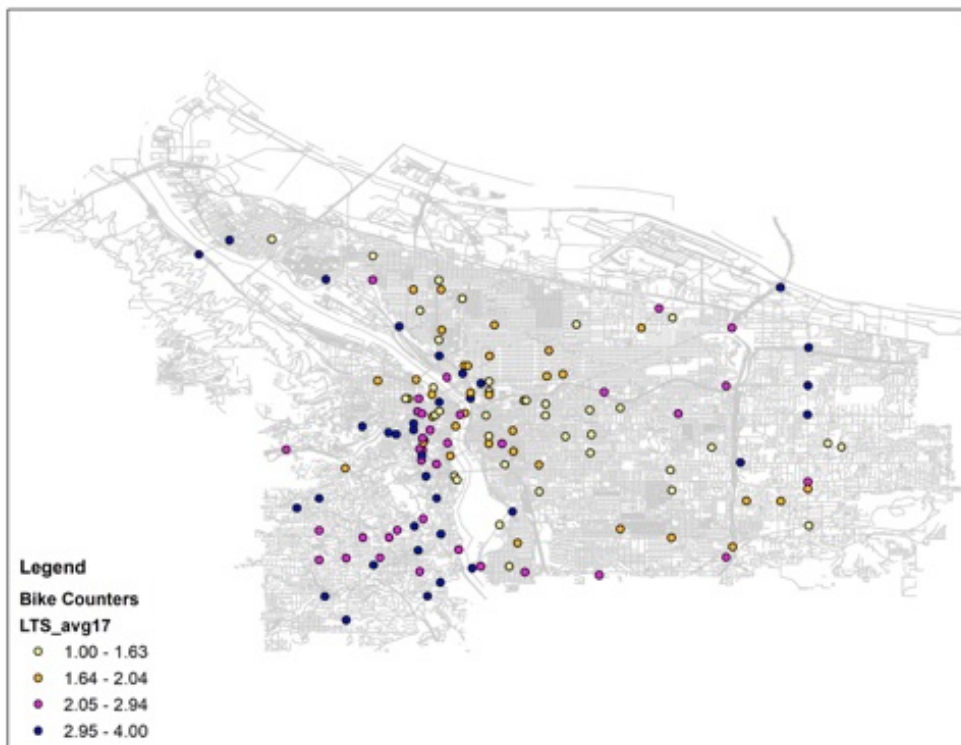 Legend
Bike Counters
LTS_avg17
1.00 - 1.63
1.64 - 2.04
2.05 - 2.94
2.95 - 4.00